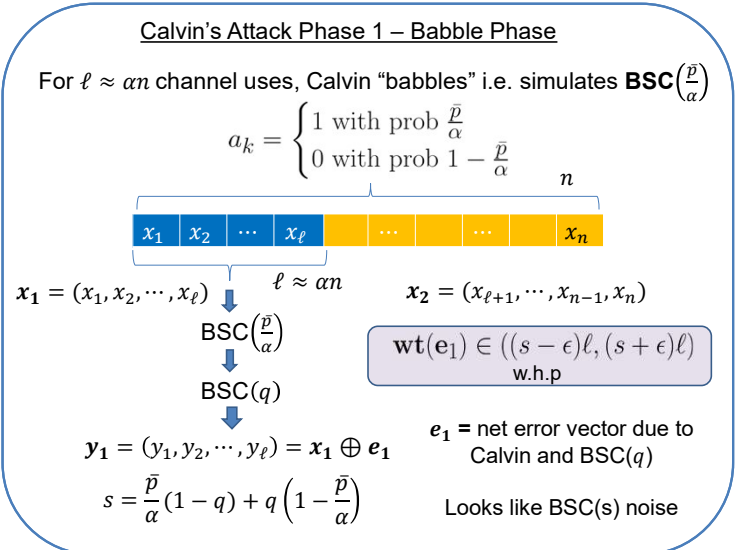 Calvin's Attack Phase 1 – Babble Phase
For ℓ ≈ αn channel uses, Calvin "babbles" i.e. simulates BSC(p̄/α)
a_k = { 1 with prob p̄/α
0 with prob 1 − p̄/α
n
x_1 x_2 ⋯ x_ℓ ⋯ ⋯ x_n
ℓ ≈ αn
x_1 = (x_1, x_2, ⋯, x_ℓ)
x_2 = (x_{ℓ+1}, ⋯, x_{n−1}, x_n)
BSC(p̄/α)
wt(e_1) ∈ ((s − ϵ)ℓ, (s + ϵ)ℓ)
w.h.p
BSC(q)
y_1 = (y_1, y_2, ⋯, y_ℓ) = x_1 ⊕ e_1
e_1 = net error vector due to
Calvin and BSC(q)
s = p̄/α (1 − q) + q (1 − p̄/α)
Looks like BSC(s) noise